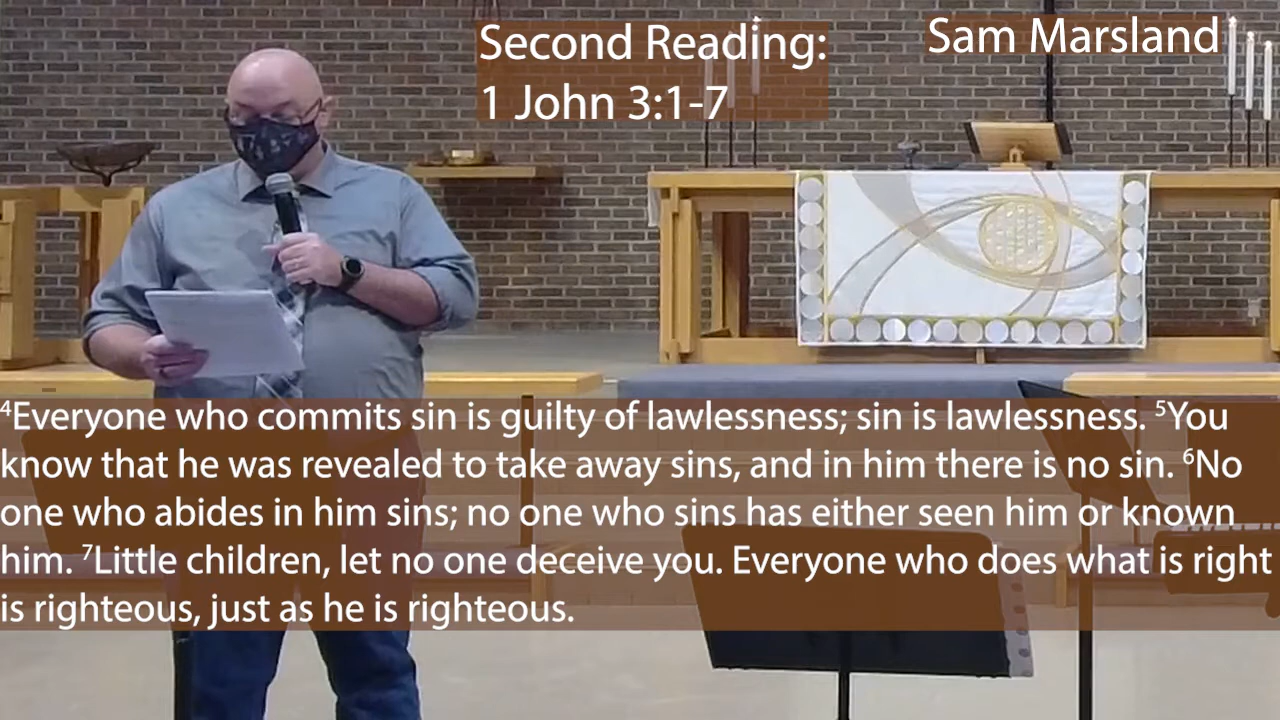 Second Reading:
1 John 3:1-7
Sam Marsland
⁴Everyone who commits sin is guilty of lawlessness; sin is lawlessness. ⁵You
know that he was revealed to take away sins, and in him there is no sin. ⁶No
one who abides in him sins; no one who sins has either seen him or known
him. ⁷Little children, let no one deceive you. Everyone who does what is right
is righteous, just as he is righteous.